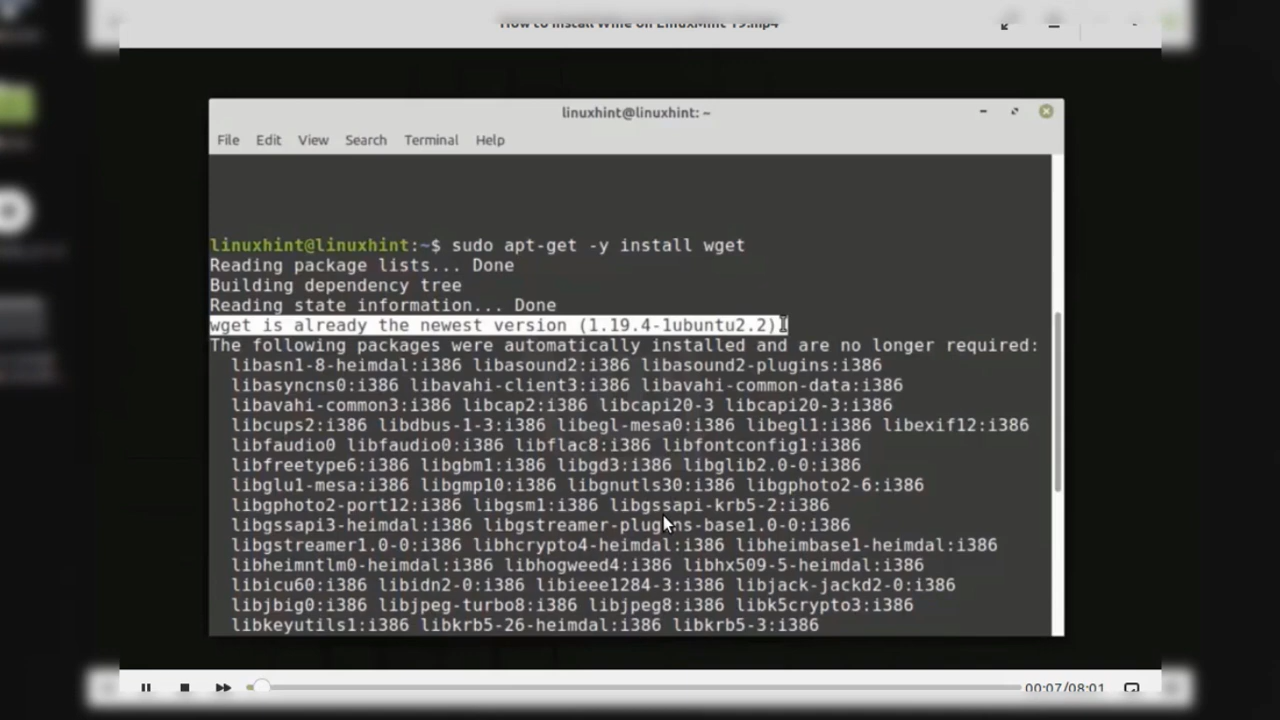 How to Install Wine on LinuxMint 19.mp4
linuxhint@linuxhint: ~
File Edit View Search Terminal Help
linuxhint@linuxhint:~$ sudo apt-get -y install wget
Reading package lists... Done
Building dependency tree
Reading state information... Done
wget is already the newest version (1.19.4-1ubuntu2.2).
The following packages were automatically installed and are no longer required:
libasn1-8-heimdal:i386 libasound2:i386 libasound2-plugins:i386
libasyncns0:i386 libavahi-client3:i386 libavahi-common-data:i386
libavahi-common3:i386 libcap2:i386 libcapi20-3 libcapi20-3:i386
libcups2:i386 libdbus-1-3:i386 libegl-mesa0:i386 libegl1:i386 libexif12:i386
libfaudio0 libfaudio0:i386 libflac8:i386 libfontconfig1:i386
libfreetype6:i386 libgbm1:i386 libgd3:i386 libglib2.0-0:i386
libglu1-mesa:i386 libgmp10:i386 libgnutls30:i386 libgphoto2-6:i386
libgphoto2-port12:i386 libgsm1:i386 libgssapi-krb5-2:i386
libgssapi3-heimdal:i386 libgstreamer-plugins-base1.0-0:i386
libgstreamer1.0-0:i386 libhcrypto4-heimdal:i386 libheimbase1-heimdal:i386
libheimntlm0-heimdal:i386 libhogweed4:i386 libhx509-5-heimdal:i386
libicu60:i386 libidn2-0:i386 libieee1284-3:i386 libjack-jackd2-0:i386
libjbig0:i386 libjpeg-turbo8:i386 libjpeg8:i386 libk5crypto3:i386
libkeyutils1:i386 libkrb5-26-heimdal:i386 libkrb5-3:i386
00:07/08:01